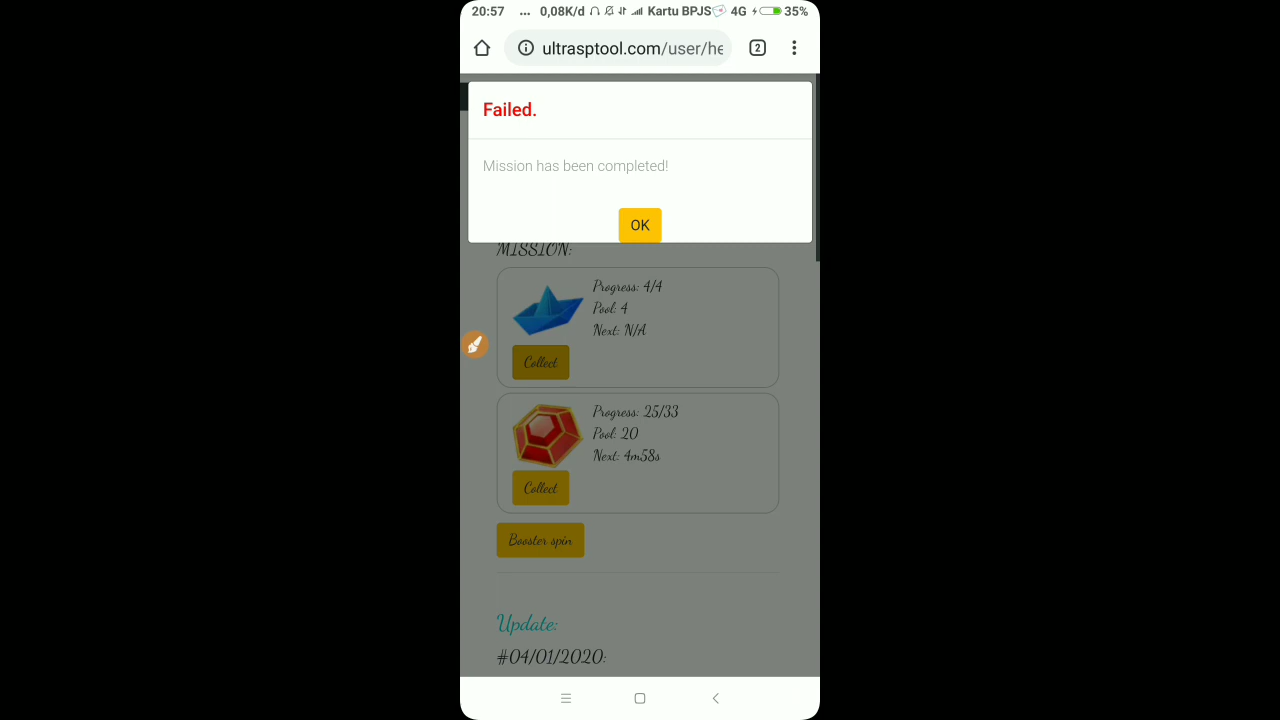 20:57 ... 0,08K/d Kartu BPJS 4G 35%
ultrasptool.com/user/he
2
Failed.
Mission has been completed!
OK
MISSION:
Progress: 4/4
Pool: 4
Next: N/A
Collect
Progress: 25/33
Pool: 20
Next: 4m58s
Collect
Booster spin
Update:
#04/01/2020: